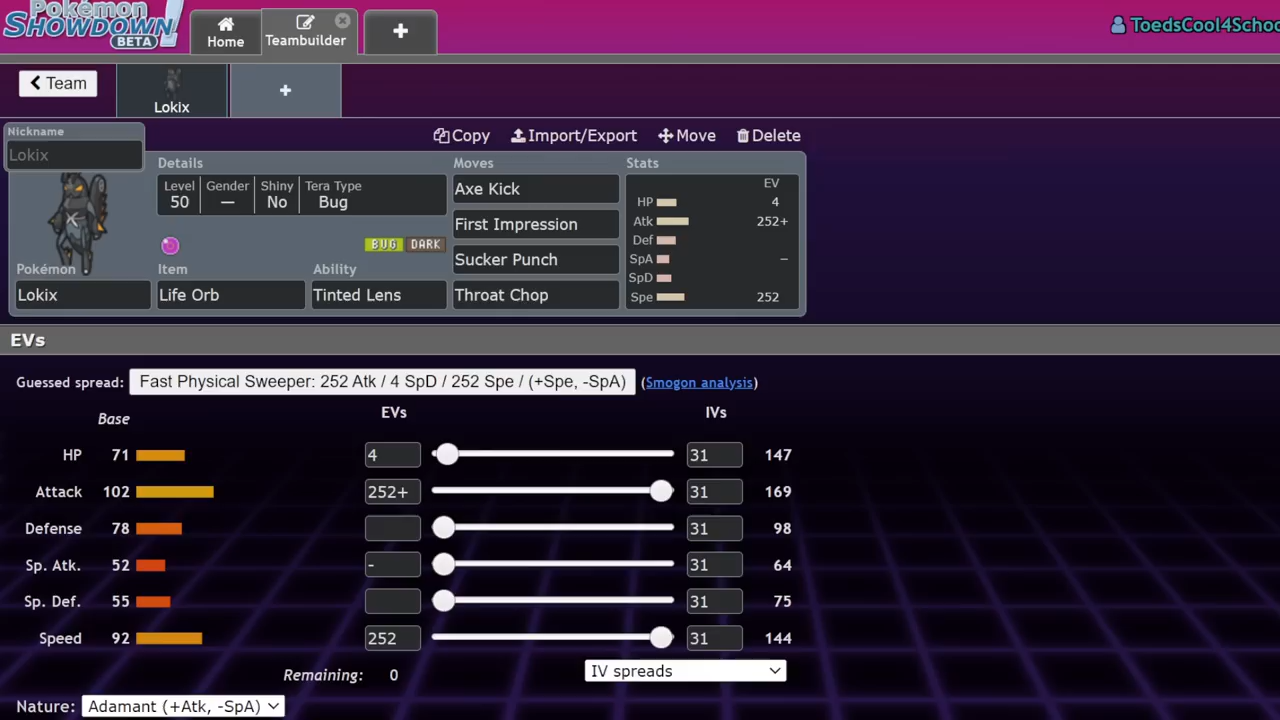 Pokémon
SHOWDOWN!
BETA
Home
Teambuilder
+
ToedsCool4Schoo
Team
Lokix
+
Nickname
Lokix
Copy
Import/Export
Move
Delete
Details
Level Gender Shiny Tera Type
50 — No Bug
BUG DARK
Pokémon
Lokix
Item
Life Orb
Ability
Tinted Lens
Moves
Axe Kick
First Impression
Sucker Punch
Throat Chop
Stats
EV
HP 4
Atk 252+
Def
SpA –
SpD
Spe 252
EVs
Guessed spread: Fast Physical Sweeper: 252 Atk / 4 SpD / 252 Spe / (+Spe, -SpA) (Smogon analysis)
Base EVs IVs
HP 71 4 31 147
Attack 102 252+ 31 169
Defense 78 31 98
Sp. Atk. 52 - 31 64
Sp. Def. 55 31 75
Speed 92 252 31 144
Remaining: 0 IV spreads
Nature: Adamant (+Atk, -SpA)